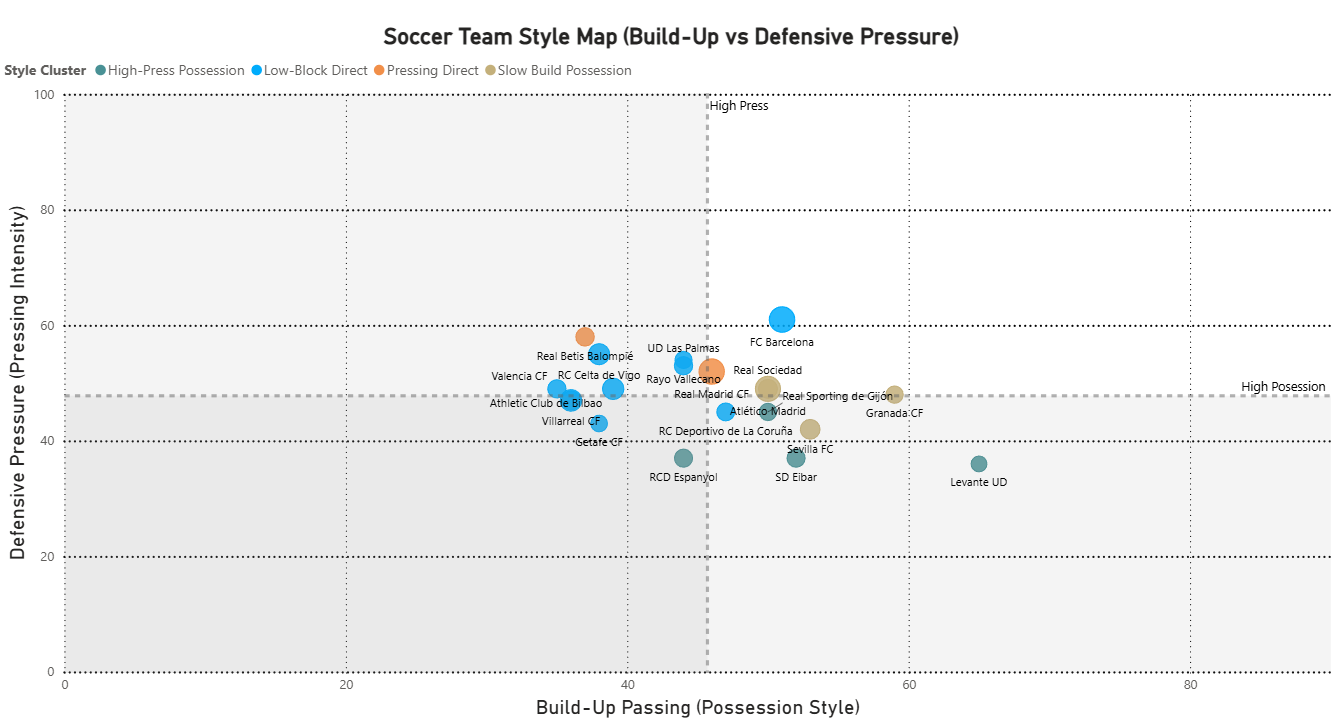 Soccer Team Style Map (Build-Up vs Defensive Pressure)
Style Cluster High-Press Possession Low-Block Direct Pressing Direct Slow Build Possession
100
High Press
80
60
FC Barcelona
UD Las Palmas
Real Betis Balompié
Real Sociedad
Valencia CF
RC Celta de Vigo
Rayo Vallecano
High Posession
Real Madrid CF
Real Sporting de Gijón
Athletic Club de Bilbao
Atlético Madrid
Granada CF
Villarreal CF
RC Deportivo de La Coruña
40
Getafe CF
Sevilla FC
RCD Espanyol
SD Eibar
Levante UD
20
0
0 20 40 60 80
Build-Up Passing (Possession Style)
Defensive Pressure (Pressing Intensity)